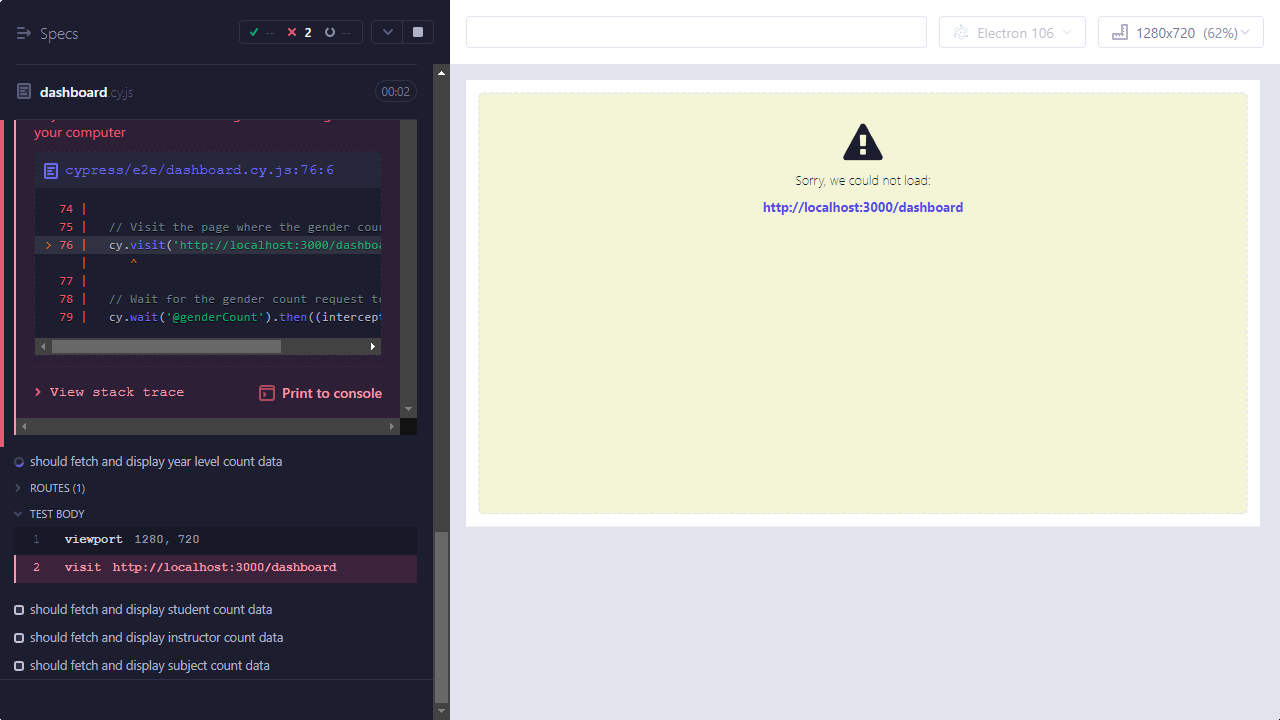 Specs
-- 2 --
Electron 106
1280x720 (62%)
dashboard.cy.js
00:02
your computer
cypress/e2e/dashboard.cy.js:76:6
74 |
75 | // Visit the page where the gender cou
> 76 | cy.visit('http://localhost:3000/dashboa
| ^
77 |
78 | // Wait for the gender count request to
79 | cy.wait('@genderCount').then((intercept
View stack trace
Print to console
should fetch and display year level count data
ROUTES (1)
TEST BODY
1 viewport 1280, 720
2 visit http://localhost:3000/dashboard
should fetch and display student count data
should fetch and display instructor count data
should fetch and display subject count data
Sorry, we could not load:
http://localhost:3000/dashboard